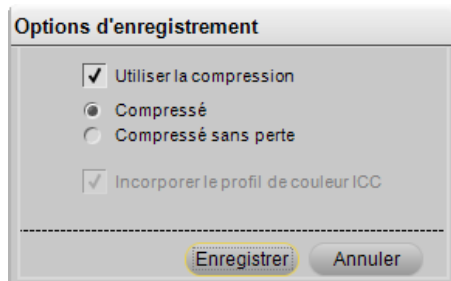 Options d'enregistrement
Utiliser la compression
Compressé
Compressé sans perte
Incorporer le profil de couleur ICC
Enregistrer Annuler